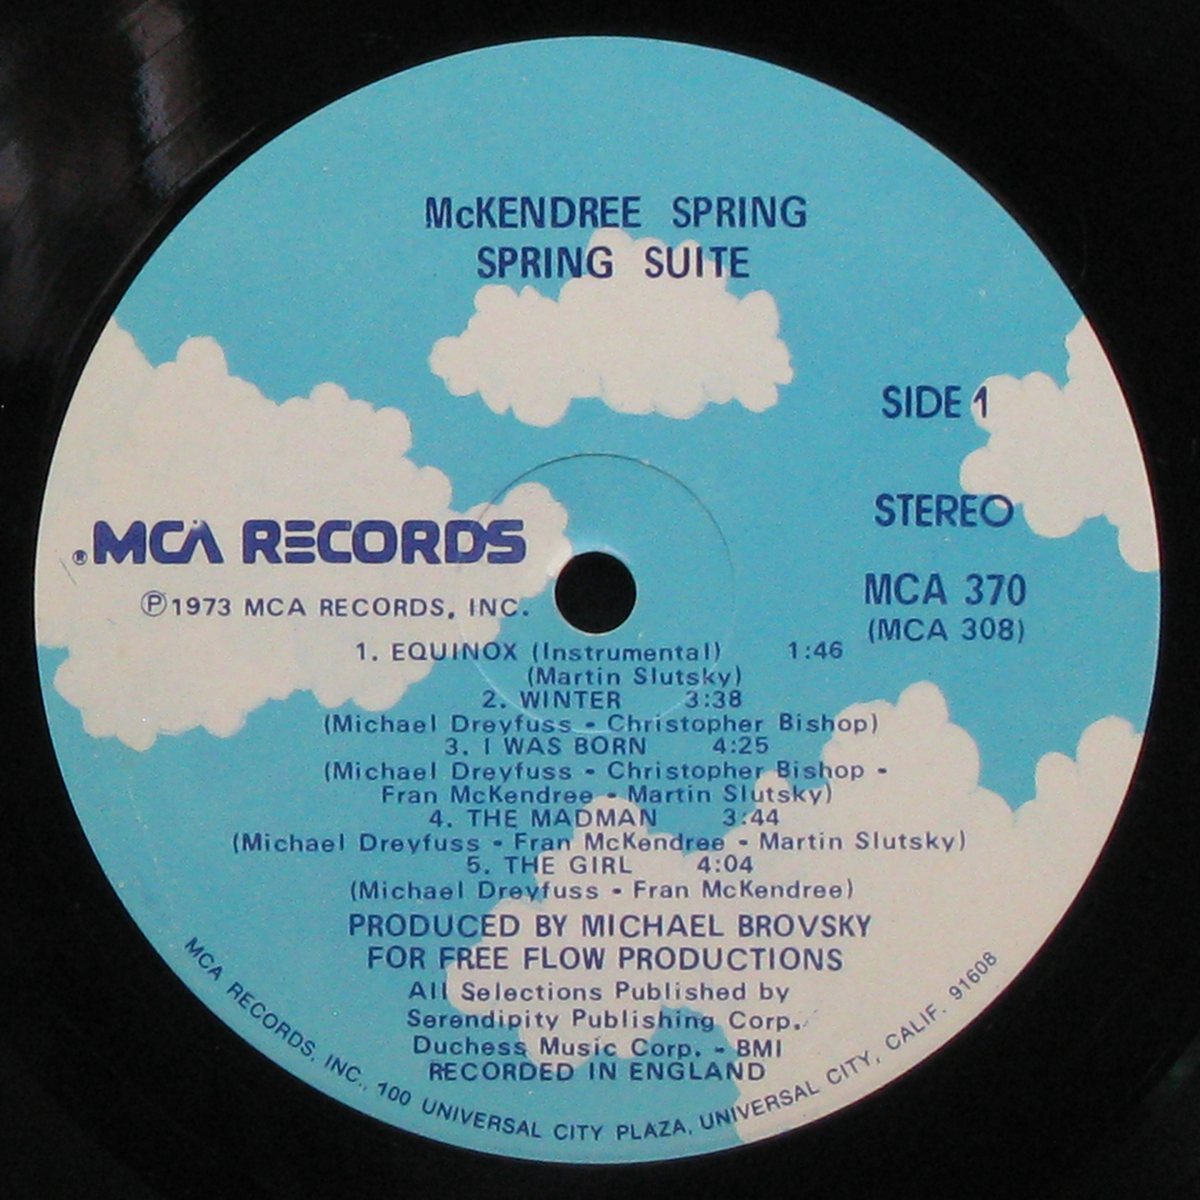 McKENDREE SPRING
SPRING SUITE
SIDE 1
STEREO
MCA 370
(MCA 308)
® MCA RECORDS
Ⓟ1973 MCA RECORDS, INC.
1. EQUINOX (Instrumental) 1:46
(Martin Slutsky)
2. WINTER 3:38
(Michael Dreyfuss - Christopher Bishop)
3. I WAS BORN 4:25
(Michael Dreyfuss - Christopher Bishop -
Fran McKendree - Martin Slutsky)
4. THE MADMAN 3:44
(Michael Dreyfuss - Fran McKendree - Martin Slutsky)
5. THE GIRL 4:04
(Michael Dreyfuss - Fran McKendree)
PRODUCED BY MICHAEL BROVSKY
FOR FREE FLOW PRODUCTIONS
All Selections Published by
Serendipity Publishing Corp.
Duchess Music Corp. - BMI
RECORDED IN ENGLAND
MCA RECORDS, INC., 100 UNIVERSAL CITY PLAZA, UNIVERSAL CITY, CALIF. 91608